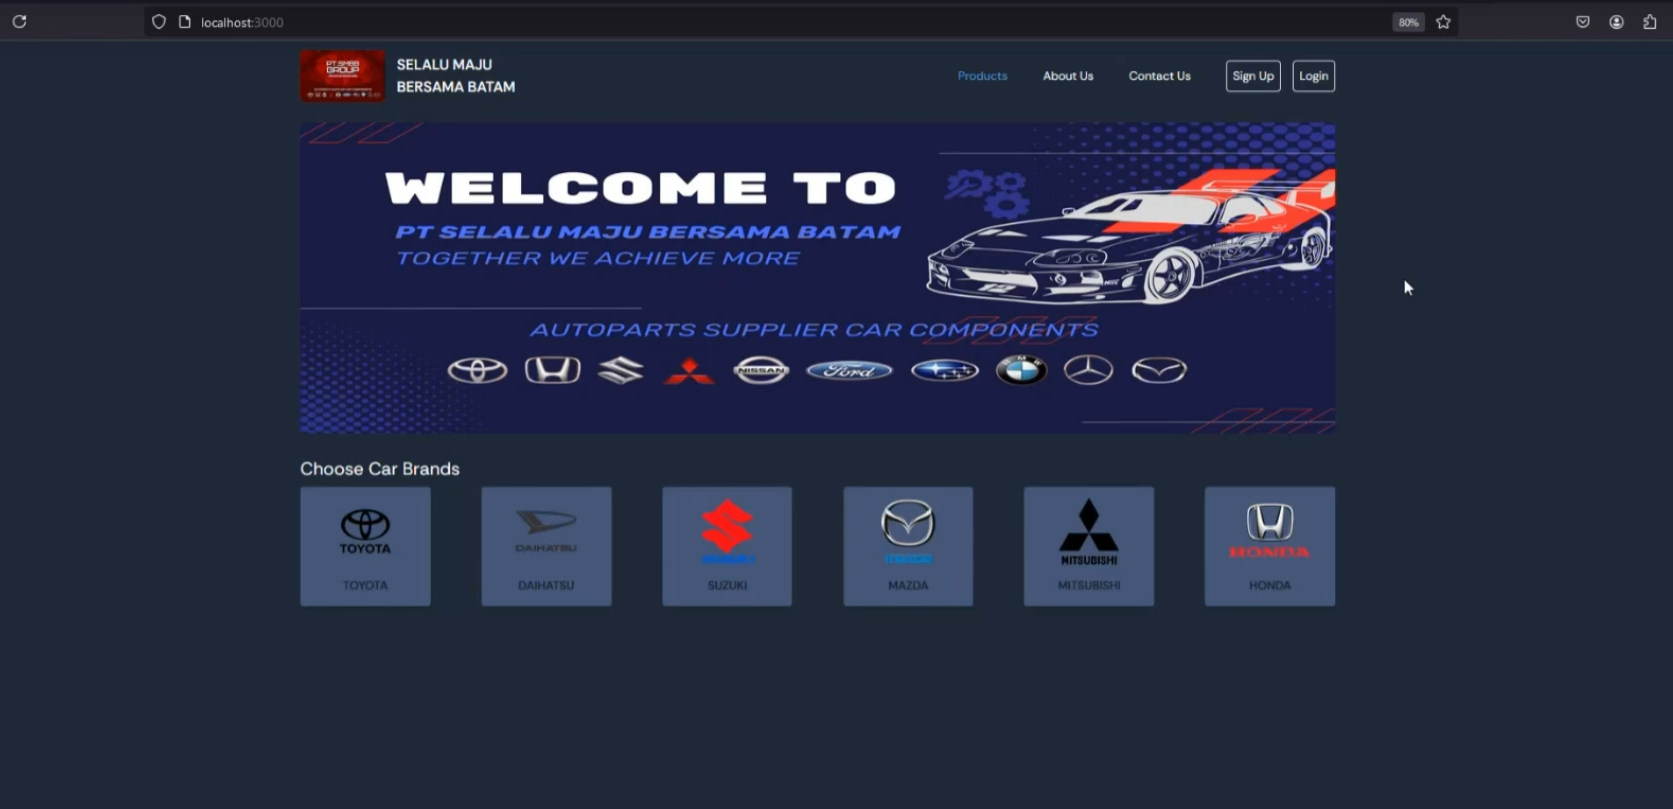 localhost:3000
80%
PT.SMBB
GROUP
SELALU MAJU
BERSAMA BATAM
Products
About Us
Contact Us
Sign Up
Login
WELCOME TO
PT SELALU MAJU BERSAMA BATAM
TOGETHER WE ACHIEVE MORE
AUTOPARTS SUPPLIER CAR COMPONENTS
NISSAN
Ford
BMW
Choose Car Brands
TOYOTA
DAIHATSU
SUZUKI
MITSUBISHI
HONDA
TOYOTA
DAIHATSU
SUZUKI
MAZDA
MITSUBISHI
HONDA